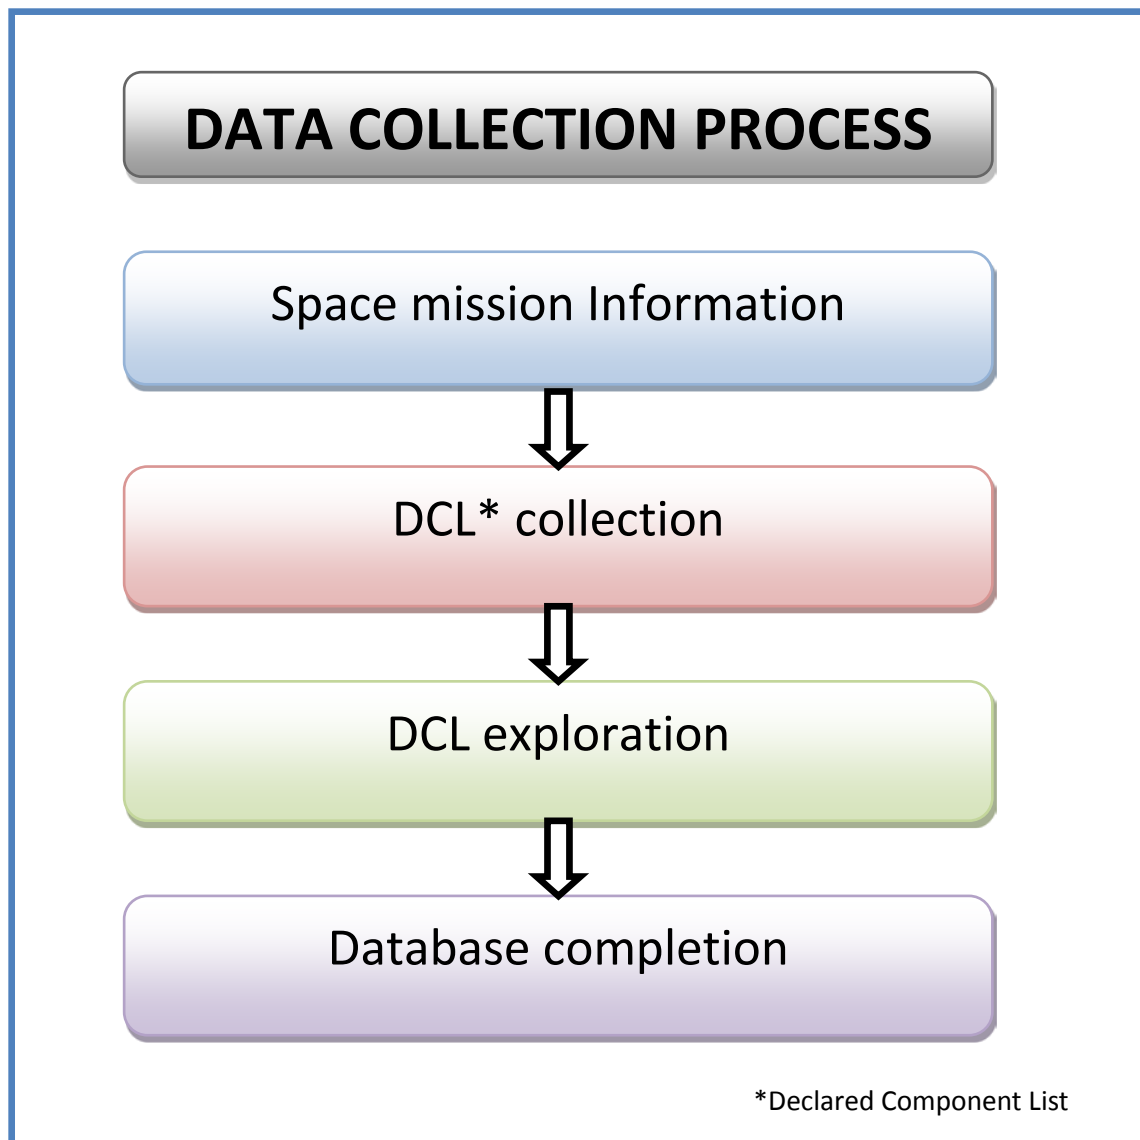 DATA COLLECTION PROCESS
Space mission Information
DCL* collection
DCL exploration
Database completion
*Declared Component List